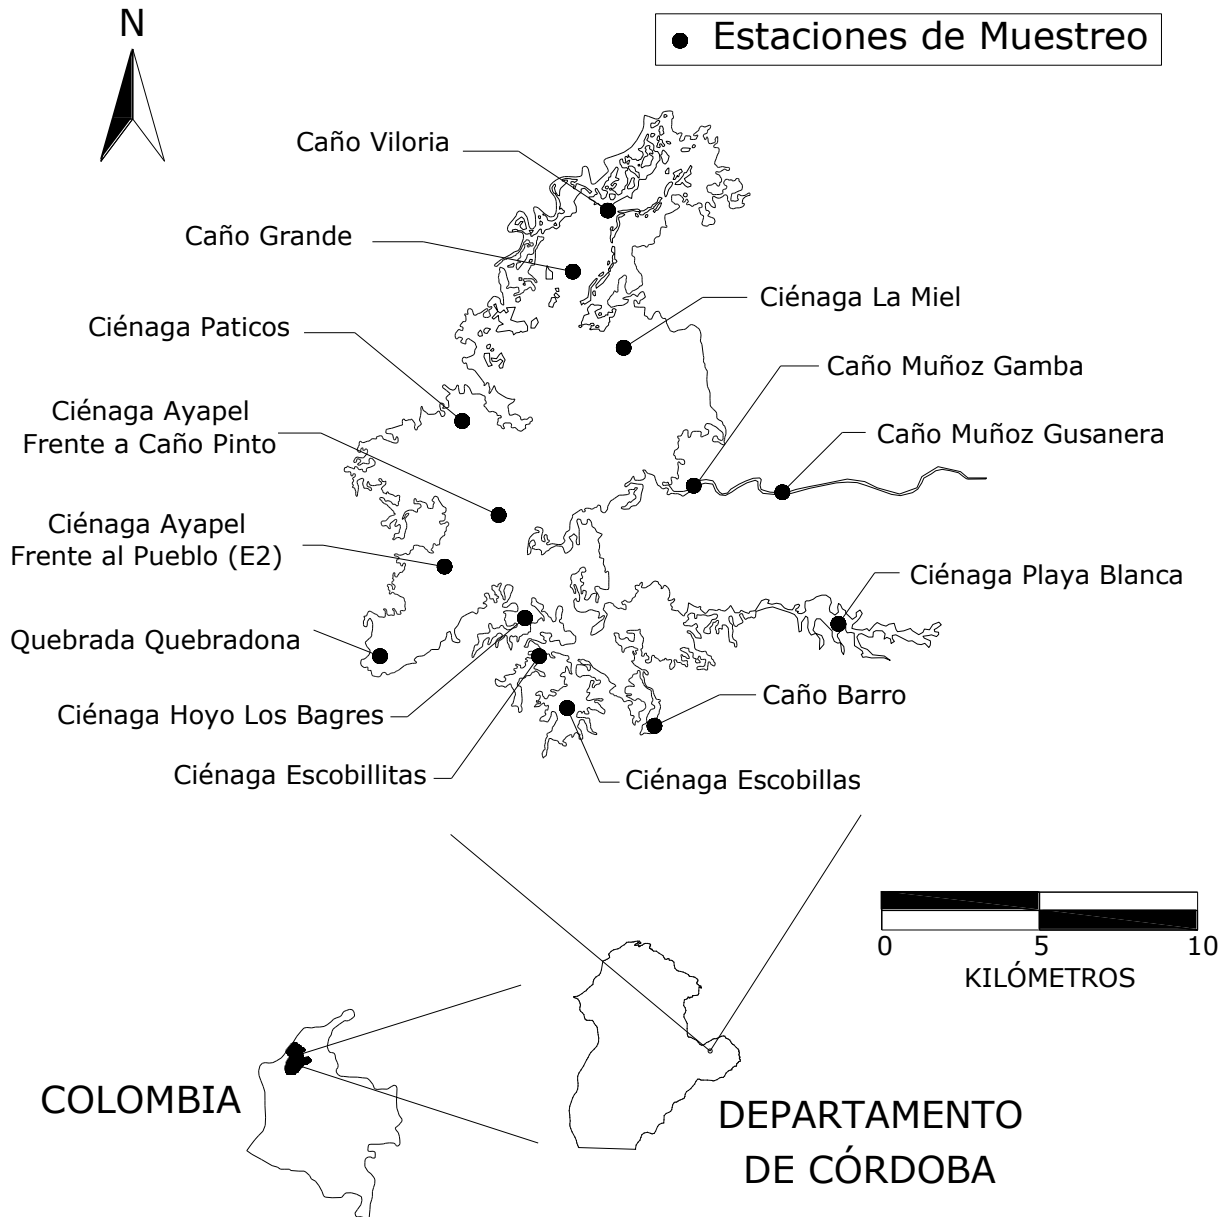 N
Estaciones de Muestreo
Caño Viloria
Caño Grande
Ciénaga La Miel
Ciénaga Paticos
Caño Muñoz Gamba
Ciénaga Ayapel
Frente a Caño Pinto
Caño Muñoz Gusanera
Ciénaga Ayapel
Frente al Pueblo (E2)
Ciénaga Playa Blanca
Quebrada Quebradona
Caño Barro
Ciénaga Hoyo Los Bagres
Ciénaga Escobillitas
Ciénaga Escobillas
0 5 10
KILÓMETROS
COLOMBIA
DEPARTAMENTO
DE CÓRDOBA